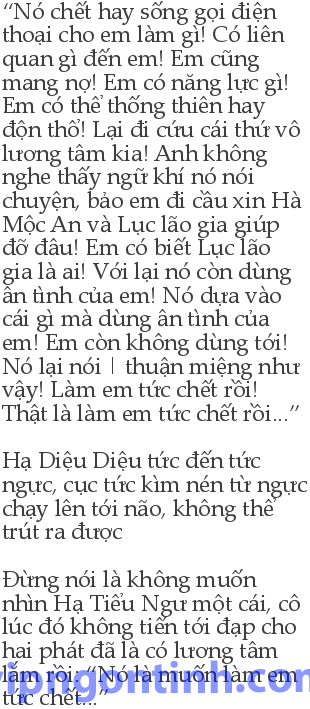 “Nó chết hay sống gọi điện
thoại cho em làm gì! Có liên
quan gì đến em! Em cũng
mang nọ! Em có năng lực gì!
Em có thể thống thiên hay
độn thổ! Lại đi cứu cái thứ vô
lương tâm kia! Anh không
nghe thấy ngữ khí nó nói
chuyện, bảo em đi cầu xin Hà
Mộc An và Lục lão gia giúp
đỡ đâu! Em có biết Lục lão
gia là ai! Với lại nó còn dùng
ân tình của em! Nó dựa vào
cái gì mà dùng ân tình của
em! Em còn không dùng tới!
Nó lại nói | thuận miệng như
vậy! Làm em tức chết rồi!
Thật là làm em tức chết rồi...”
Hạ Diệu Diệu tức đến tức
ngực, cục tức kìm nén từ ngực
chạy lên tới não, không thể
trút ra được
Đừng nói là không muốn
nhìn Hạ Tiểu Ngư một cái, cô
lúc đó không tiến tới đạp cho
hai phát đã là có lương tâm
lắm rồi: “Nó là muốn làm em
tức chết...”
vipngontinh.com